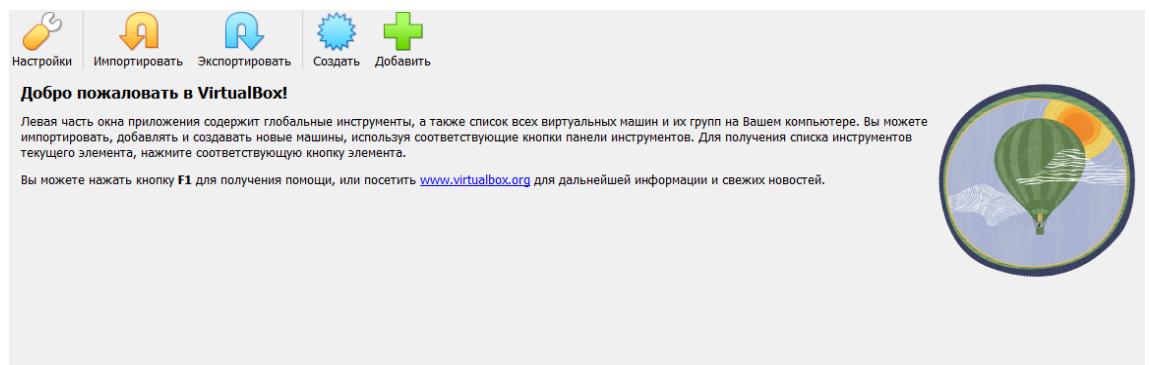 Настройки Импортировать Экспортировать Создать Добавить
Добро пожаловать в VirtualBox!
Левая часть окна приложения содержит глобальные инструменты, а также список всех виртуальных машин и их групп на Вашем компьютере. Вы можете
импортировать, добавлять и создавать новые машины, используя соответствующие кнопки панели инструментов. Для получения списка инструментов
текущего элемента, нажмите соответствующую кнопку элемента.
Вы можете нажать кнопку F1 для получения помощи, или посетить www.virtualbox.org для дальнейшей информации и свежих новостей.